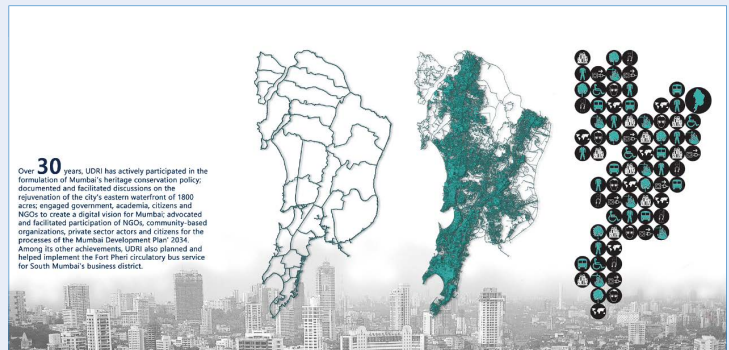 Over 30 years, UDRI has actively participated in the
formulation of Mumbai's heritage conservation policy;
documented and facilitated discussions on the
rejuvenation of the city's eastern waterfront of 1800
acres; engaged government, academia, citizens and
NGOs to create a digital vision for Mumbai; advocated
and facilitated participation of NGOs, community-based
organizations, private sector actors and citizens for the
processes of the Mumbai Development Plan' 2034.
Among its other achievements, UDRI also planned and
helped implement the Fort Pheri circulatory bus service
for South Mumbai's business district.